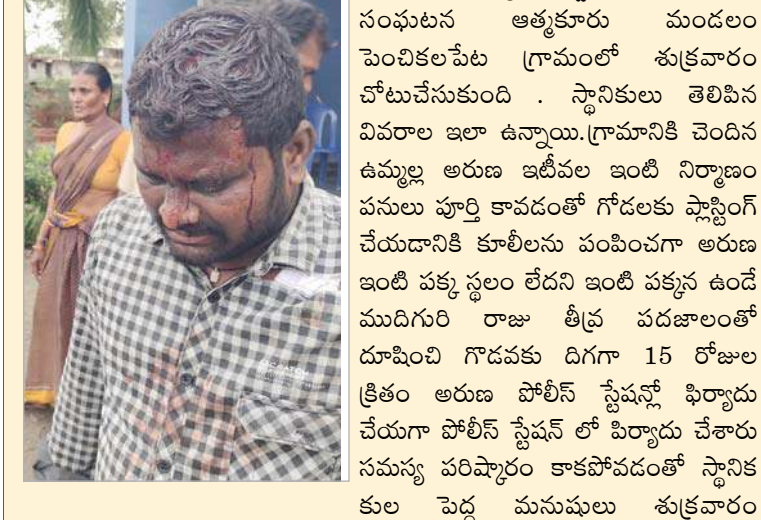 సంఘటన ఆత్మకూరు మండలం
పెంచికలపేట గ్రామంలో శుక్రవారం
చోటుచేసుకుంది . స్థానికులు తెలిపిన
వివరాల ఇలా ఉన్నాయి.గ్రామానికి చెందిన
ఉమ్మల్ల అరుణ ఇటీవల ఇంటి నిర్మాణం
పనులు పూర్తి కావడంతో గోడలకు ప్లాస్టింగ్
చేయడానికి కూలీలను పంపించగా అరుణ
ఇంటి పక్క స్థలం లేదని ఇంటి పక్కన ఉండే
ముదిగురి రాజు తీవ్ర పదజాలంతో
దూషించి గొడవకు దిగగా 15 రోజుల
క్రితం అరుణ పోలీస్ స్టేషన్లో ఫిర్యాదు
చేయగా పోలీస్ స్టేషన్ లో పిర్యాదు చేశారు
సమస్య పరిష్కారం కాకపోవడంతో స్థానిక
కుల పెద్ద మనుషులు శుక్రవారం